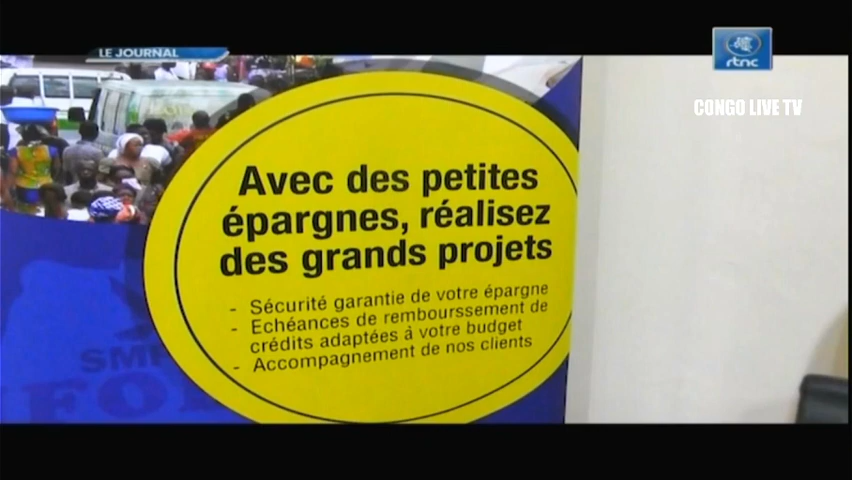 LE JOURNAL
rtnc
CONGO LIVE TV
Avec des petites
épargnes, réalisez
des grands projets
- Sécurité garantie de votre épargne
- Echéances de rembourssement de
crédits adaptées à votre budget
- Accompagnement de nos clients